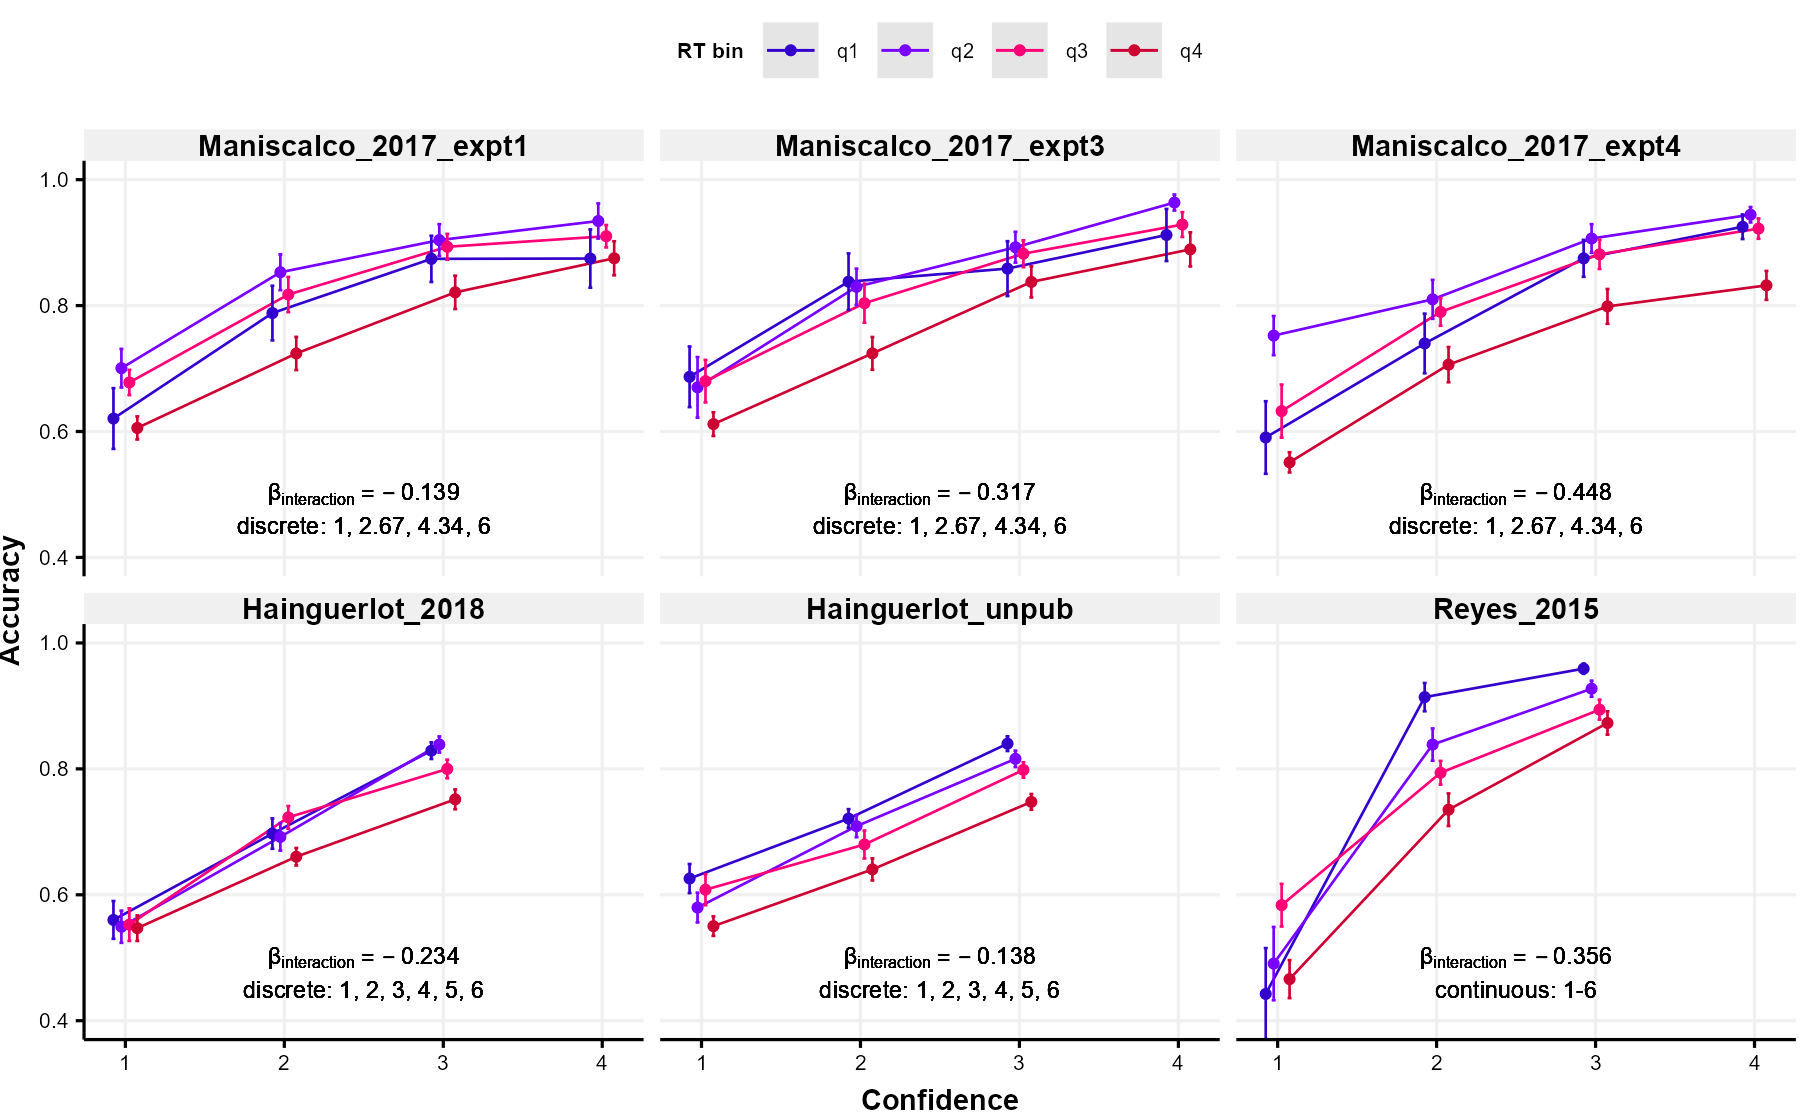 RT bin q1 q2 q3 q4
Maniscalco_2017_expt1 Maniscalco_2017_expt3 Maniscalco_2017_expt4
Accuracy
1.0
0.8
0.6
0.4
βinteraction = − 0.139
discrete: 1, 2.67, 4.34, 6
βinteraction = − 0.317
discrete: 1, 2.67, 4.34, 6
βinteraction = − 0.448
discrete: 1, 2.67, 4.34, 6
Hainguerlot_2018 Hainguerlot_unpub Reyes_2015
1.0
0.8
0.6
0.4
βinteraction = − 0.234
discrete: 1, 2, 3, 4, 5, 6
βinteraction = − 0.138
discrete: 1, 2, 3, 4, 5, 6
βinteraction = − 0.356
continuous: 1-6
1 2 3 4 1 2 3 4 1 2 3 4
Confidence